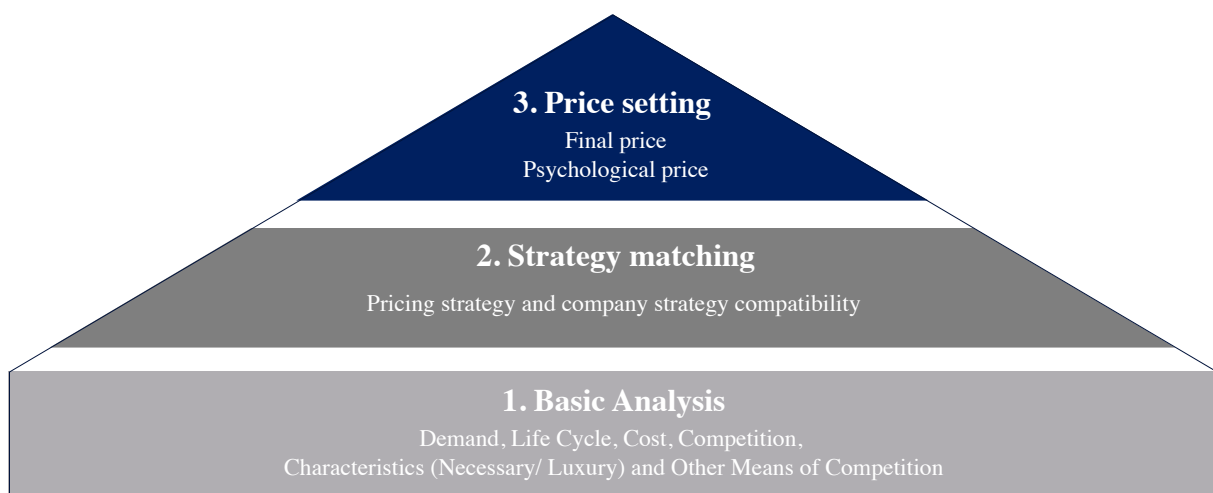 3. Price setting
Final price
Psychological price
2. Strategy matching
Pricing strategy and company strategy compatibility
1. Basic Analysis
Demand, Life Cycle, Cost, Competition,
Characteristics (Necessary/ Luxury) and Other Means of Competition